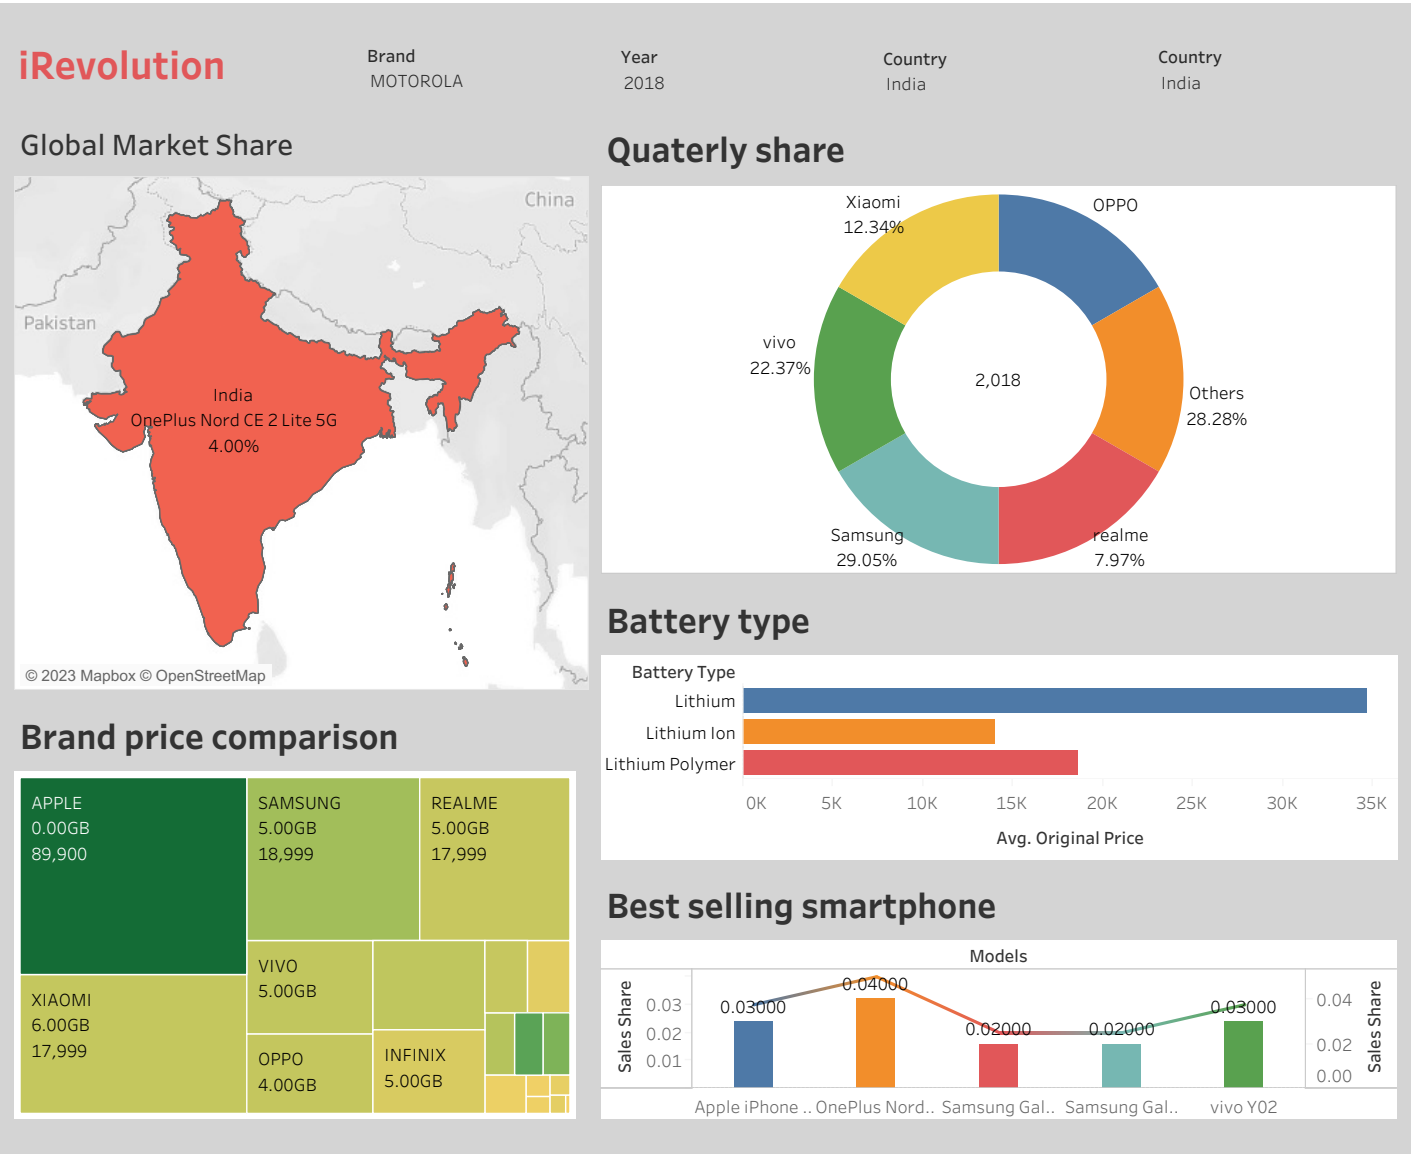 iRevolution
Brand
MOTOROLA
Year
2018
Country
India
Country
India
Global Market Share
China
Pakistan
India
OnePlus Nord CE 2 Lite 5G
4.00%
© 2023 Mapbox © OpenStreetMap
Quaterly share
Xiaomi
12.34%
OPPO
vivo
22.37%
2,018
Others
28.28%
Samsung
29.05%
realme
7.97%
Battery type
Battery Type
Lithium
Lithium Ion
Lithium Polymer
0K 5K 10K 15K 20K 25K 30K 35K
Avg. Original Price
Brand price comparison
APPLE
0.00GB
89,900
SAMSUNG
5.00GB
18,999
REALME
5.00GB
17,999
XIAOMI
6.00GB
17,999
VIVO
5.00GB
OPPO
4.00GB
INFINIX
5.00GB
Best selling smartphone
Models
Sales Share
0.03
0.02
0.01
0.03000
0.04000
0.02000
0.02000
0.03000
0.04
0.02
0.00
Sales Share
Apple iPhone .. OnePlus Nord.. Samsung Gal.. Samsung Gal.. vivo Y02